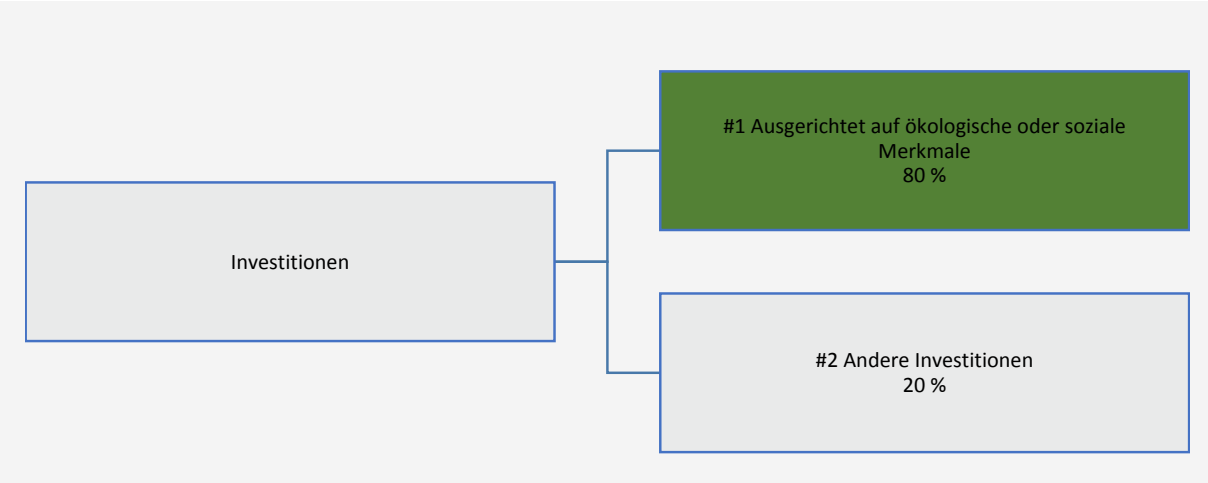 #1 Ausgerichtet auf ökologische oder soziale
Merkmale
80 %
Investitionen
#2 Andere Investitionen
20 %